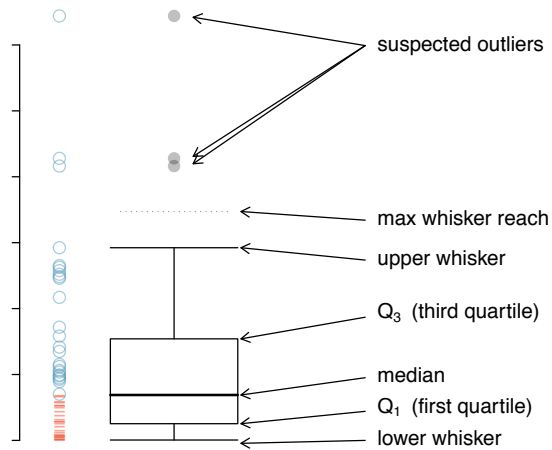 suspected outliers
max whisker reach
upper whisker
Q3 (third quartile)
median
Q1 (first quartile)
lower whisker